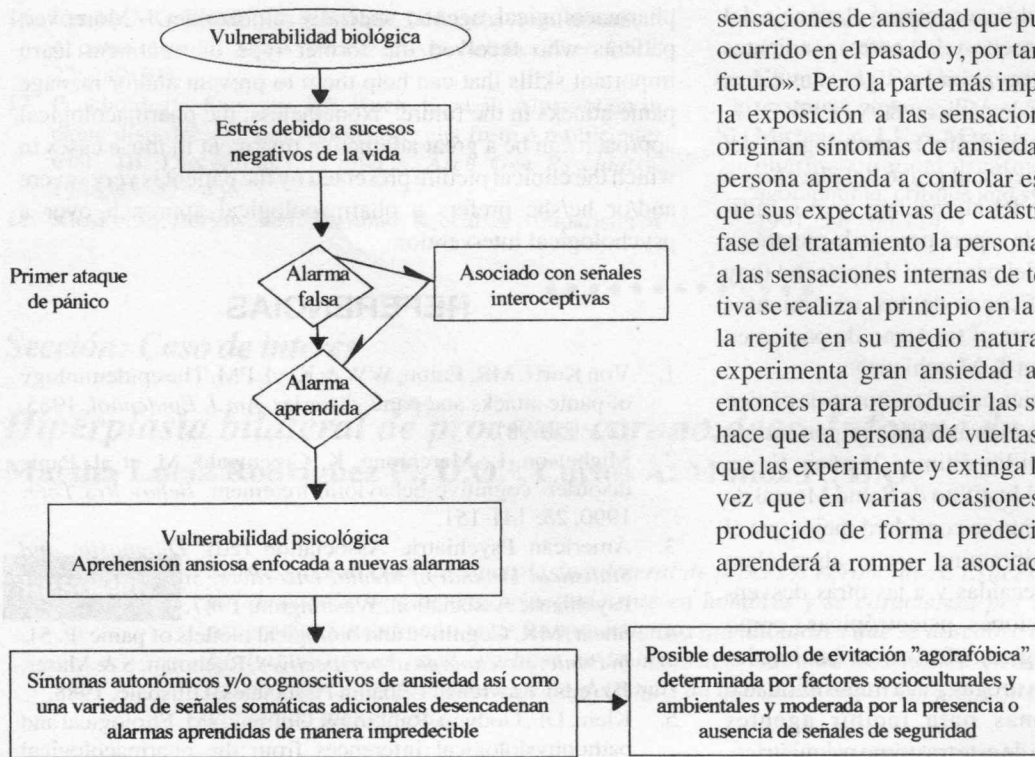 Vulnerabilidad biológica
Estrés debido a sucesos
negativos de la vida
Primer ataque
de pánico
Alarma
falsa
Asociado con señales
interoceptivas
Alarma
aprendida
Vulnerabilidad psicológica
Aprehensión ansiosa enfocada a nuevas alarmas
Síntomas autonómicos y/o cognoscitivos de ansiedad así como
una variedad de señales somáticas adicionales desencadenan
alarmas aprendidas de manera impredecible
Posible desarrollo de evitación "agorafóbica"
determinada por factores socioculturales y
ambientales y moderada por la presencia o
ausencia de señales de seguridad
sensaciones de ansiedad que pu
ocurrido en el pasado y, por tan
futuro». Pero la parte más imp
la exposición a las sensacion
originan síntomas de ansieda
persona aprenda a controlar es
que sus expectativas de catást
fase del tratamiento la persona
a las sensaciones internas de te
tiva se realiza al principio en la
la repite en su medio natura
experimenta gran ansiedad a
entonces para reproducir las s
hace que la persona de vueltas
que las experimente y extinga l
vez que en varias ocasiones
producido de forma predeci
aprenderá a romper la asociac